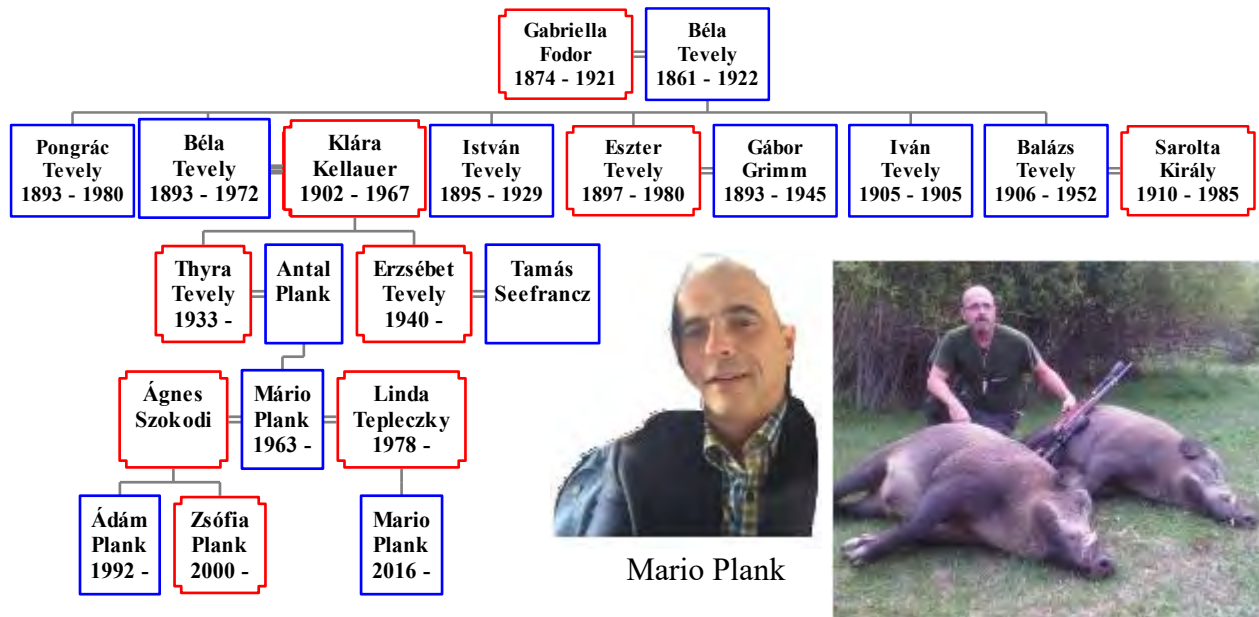 Gabriella
Fodor
1874 - 1921
Béla
Tevely
1861 - 1922
Pongrác
Tevely
1893 - 1980
Béla
Tevely
1893 - 1972
Klára
Kellauer
1902 - 1967
István
Tevely
1895 - 1929
Eszter
Tevely
1897 - 1980
Gábor
Grimm
1893 - 1945
Iván
Tevely
1905 - 1905
Balázs
Tevely
1906 - 1952
Sarolta
Király
1910 - 1985
Thyra
Tevely
1933 -
Antal
Plank
Erzsébet
Tevely
1940 -
Tamás
Seefrancz
Ágnes
Szokodi
Mário
Plank
1963 -
Linda
Tepleczky
1978 -
Ádám
Plank
1992 -
Zsófia
Plank
2000 -
Mario
Plank
2016 -
Mario Plank